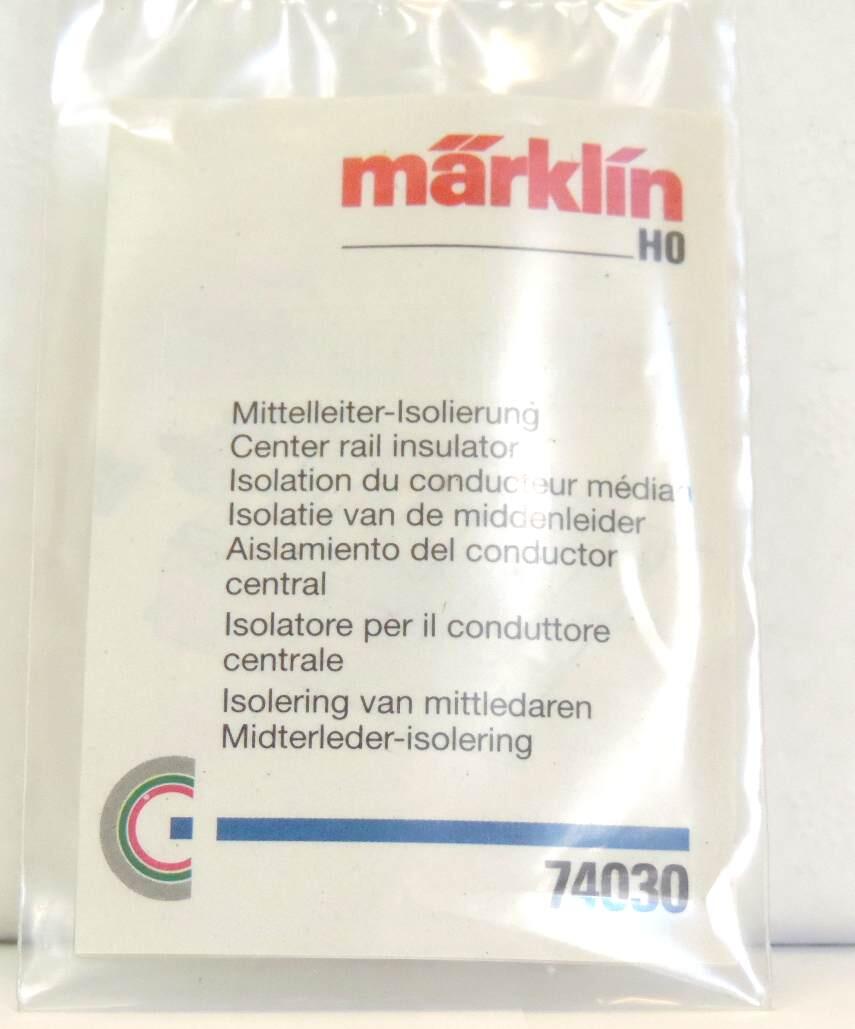 märklin
H0
Mittelleiter-Isolierung
Center rail insulator
Isolation du conducteur média
Isolatie van de middenleider
Aislamiento del conductor
central
Isolatore per il conduttore
centrale
Isolering van mittledaren
Midterleder-isolering
74030